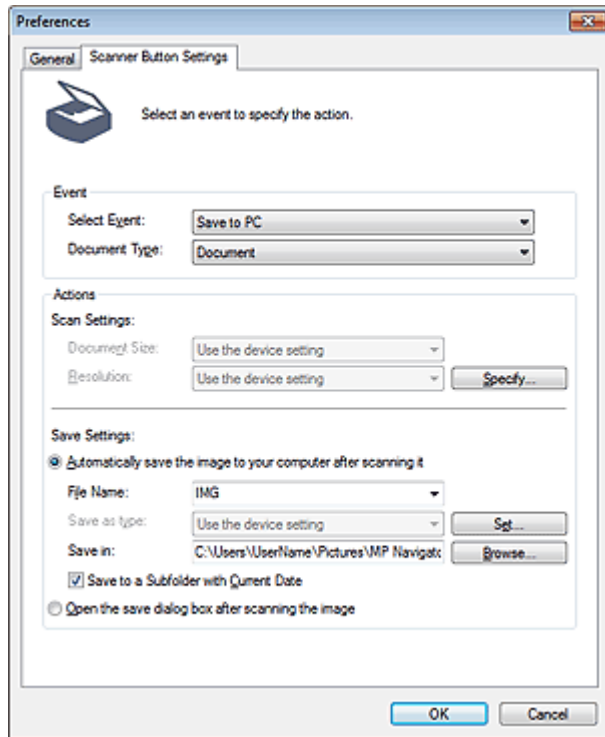 Preferences
General Scanner Button Settings
Select an event to specify the action.
Event
Select Event: Save to PC
Document Type: Document
Actions
Scan Settings:
Document Size: Use the device setting
Resolution: Use the device setting Specify...
Save Settings:
Automatically save the image to your computer after scanning it
File Name: IMG
Save as type: Use the device setting Set...
Save in: C:\Users\UserName\Pictures\MP Navigatc Browse...
Save to a Subfolder with Current Date
Open the save dialog box after scanning the image
OK Cancel